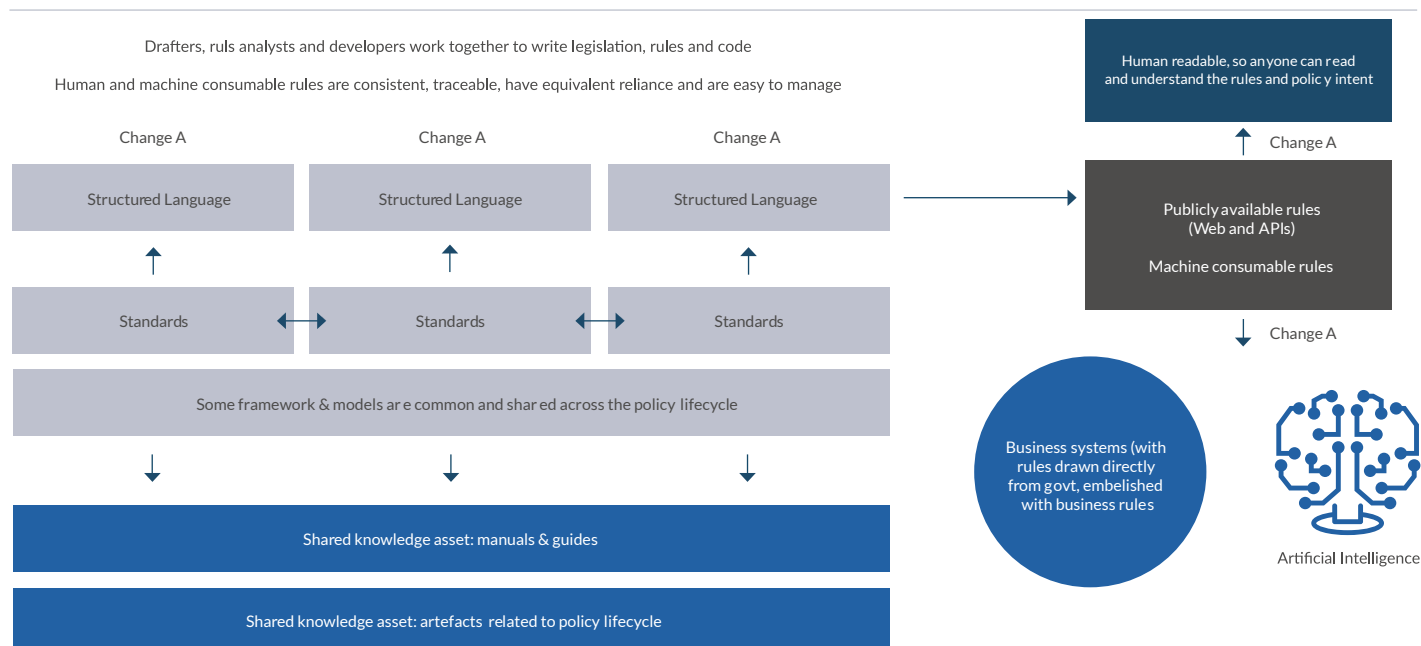 Drafters, ruls analysts and developers work together to write legislation, rules and code
Human and machine consumable rules are consistent, traceable, have equivalent reliance and are easy to manage
Change A
Change A
Change A
Structured Language
Structured Language
Structured Language
Standards
Standards
Standards
Some framework & models are common and shared across the policy lifecycle
Shared knowledge asset: manuals & guides
Shared knowledge asset: artefacts related to policy lifecycle
Human readable, so anyone can read
and understand the rules and policy intent
Change A
Publicly available rules
(Web and APIs)
Machine consumable rules
Change A
Business systems (with
rules drawn directly
from govt, embelished
with business rules
Artificial Intelligence